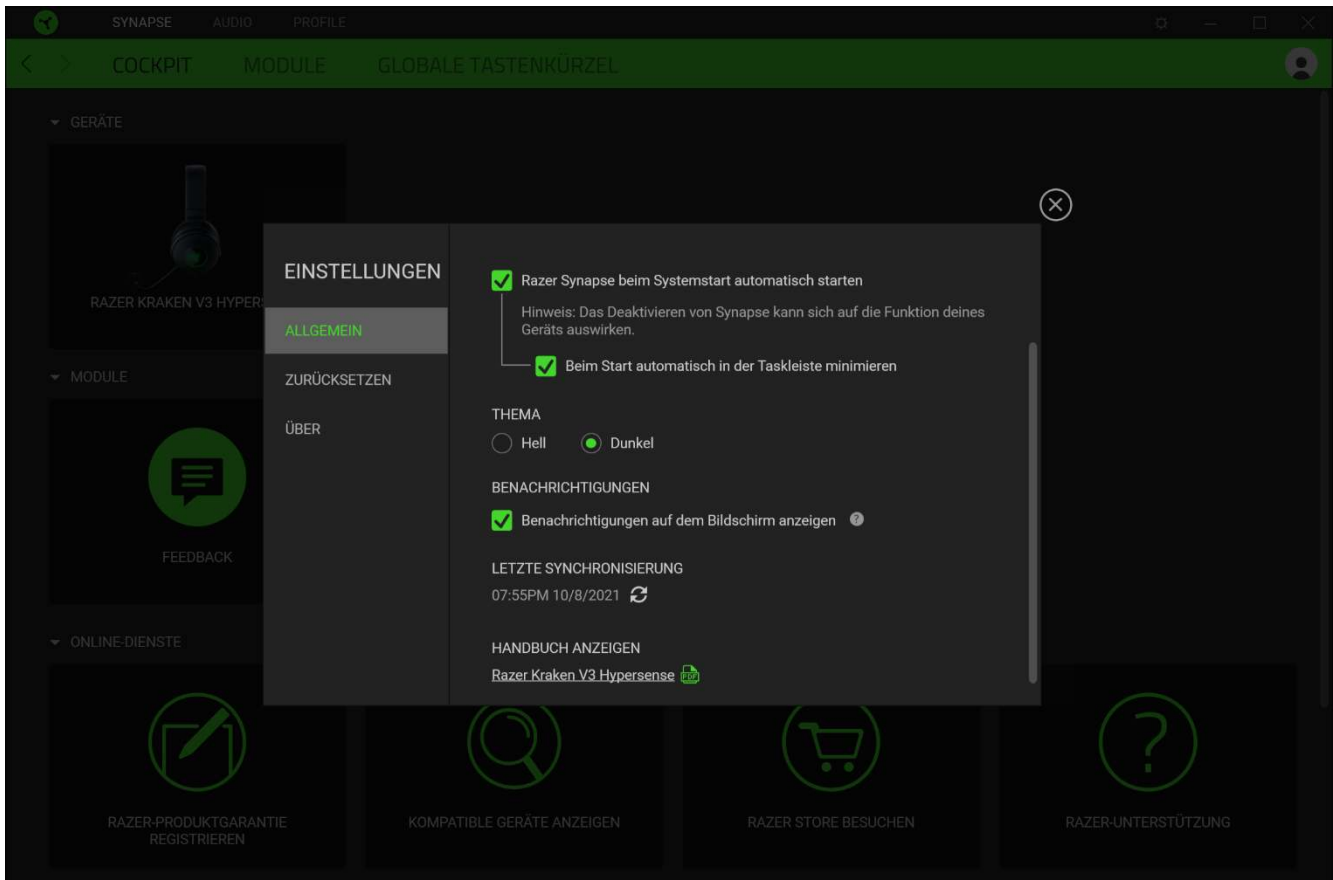 SYNAPSE
AUDIO
PROFILE
COCKPIT
MODULE
GLOBALE TASTENKÜRZEL
GERÄTE
RAZER KRAKEN V3 HYPER
MODULE
FEEDBACK
ONLINE-DIENSTE
RAZER-PRODUKTGARANTIE
REGISTRIEREN
KOMPATIBLE GERÄTE ANZEIGEN
RAZER STORE BESUCHEN
RAZER-UNTERSTÜTZUNG
EINSTELLUNGEN
ALLGEMEIN
ZURÜCKSETZEN
ÜBER
Razer Synapse beim Systemstart automatisch starten
Hinweis: Das Deaktivieren von Synapse kann sich auf die Funktion deines
Geräts auswirken.
Beim Start automatisch in der Taskleiste minimieren
THEMA
Hell
Dunkel
BENACHRICHTIGUNGEN
Benachrichtigungen auf dem Bildschirm anzeigen
LETZTE SYNCHRONISIERUNG
07:55PM 10/8/2021
HANDBUCH ANZEIGEN
Razer Kraken V3 Hypersense
PDF